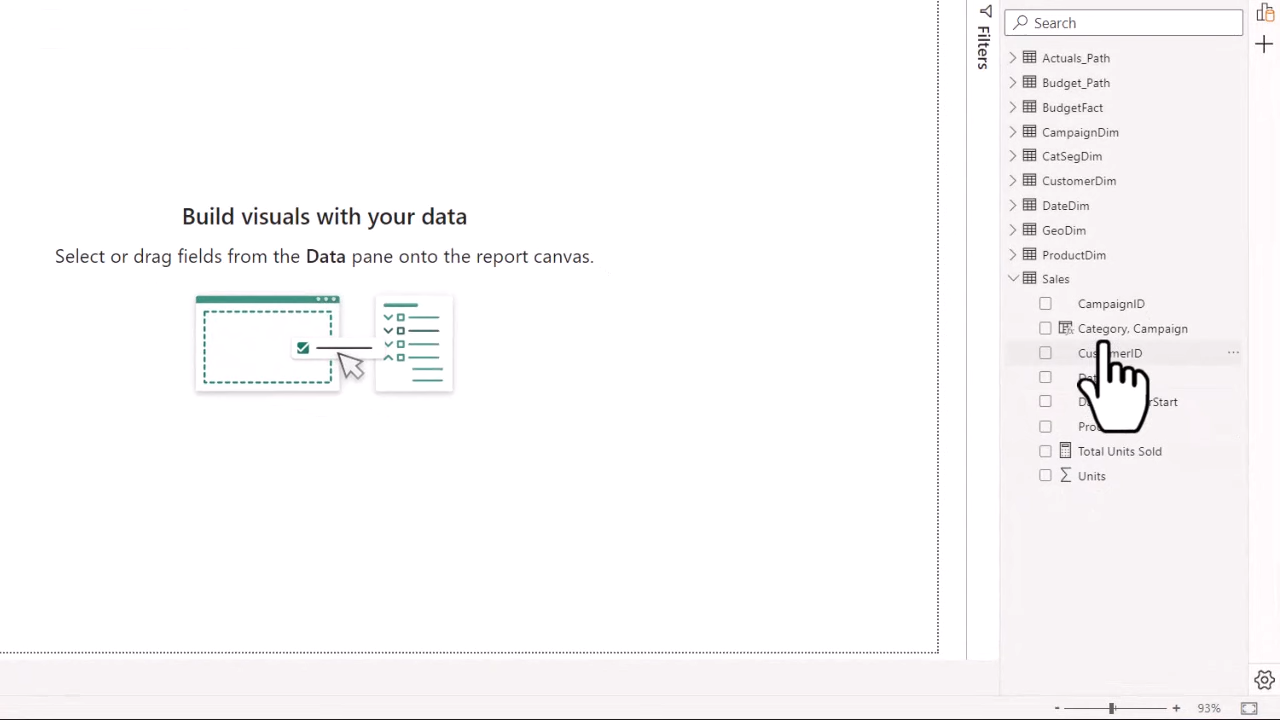 Build visuals with your data
Select or drag fields from the Data pane onto the report canvas.
Filters
Search
Actuals_Path
Budget_Path
BudgetFact
CampaignDim
CatSegDim
CustomerDim
DateDim
GeoDim
ProductDim
Sales
CampaignID
Category, Campaign
CustomerID
Total Units Sold
Units
93%